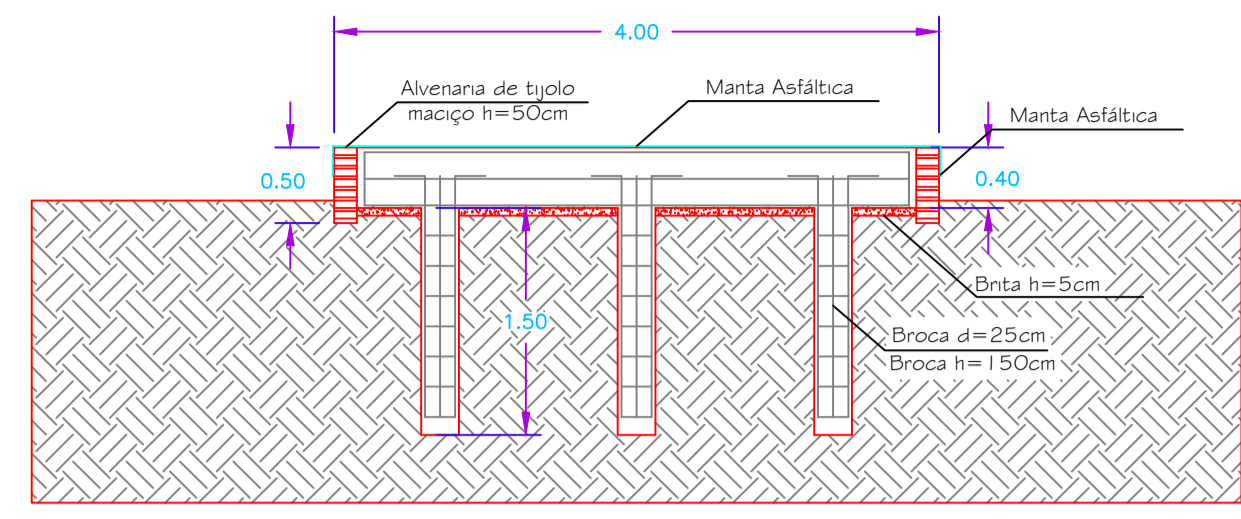 4.00
Alvenaria de tijolo
maciço h=50cm
Manta Asfáltica
Manta Asfáltica
0.50
0.40
Brita h=5cm
1.50
Broca d=25cm
Broca h=150cm